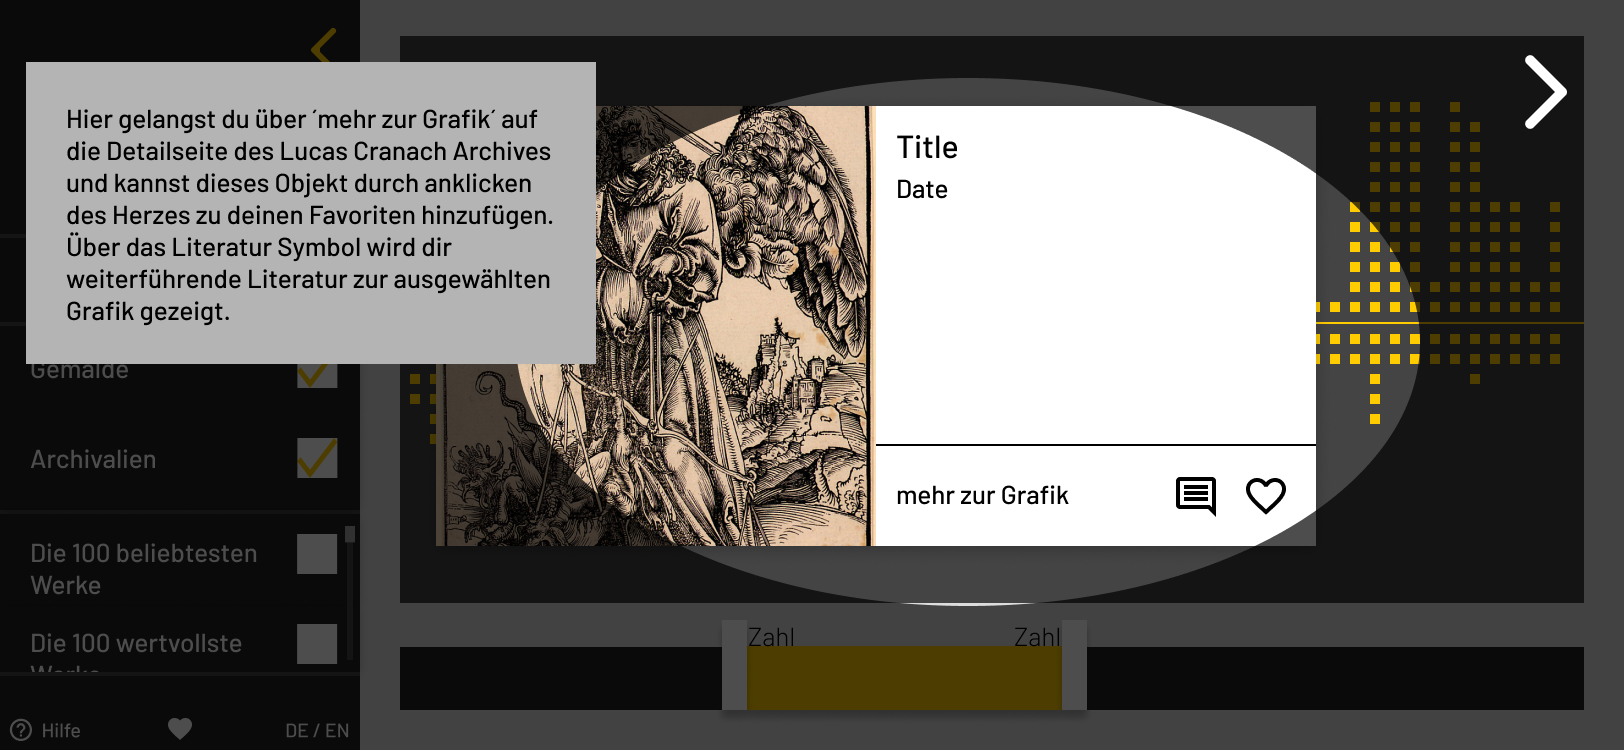 Hier gelangst du über ´mehr zur Grafik´ auf
die Detailseite des Lucas Cranach Archives
und kannst dieses Objekt durch anklicken
des Herzes zu deinen Favoriten hinzufügen.
Über das Literatur Symbol wird dir
weiterführende Literatur zur ausgewählten
Grafik gezeigt.
Title
Date
mehr zur Grafik
Gemälde
Archivalien
Die 100 beliebtesten
Werke
Die 100 wertvollste
Werke
Zahl
Zahl
Hilfe
DE / EN